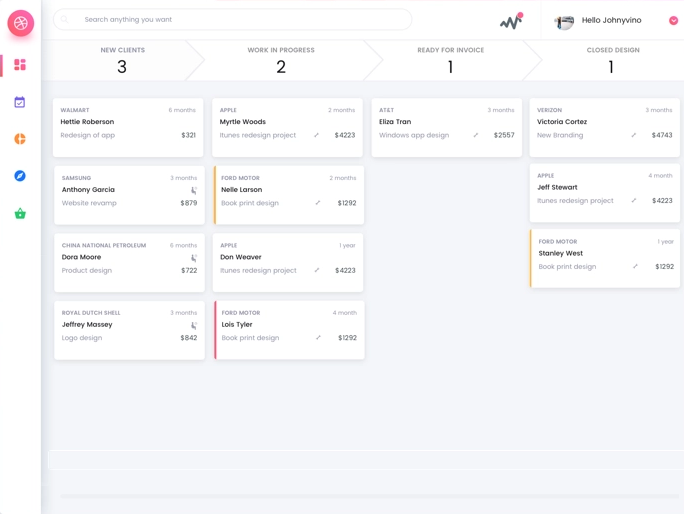 Search anything you want
Hello Johnyvino
NEW CLIENTS
3
WORK IN PROGRESS
2
READY FOR INVOICE
1
CLOSED DESIGN
1
WALMART 6 months
Hettie Roberson
Redesign of app $321
SAMSUNG 3 months
Anthony Garcia
Website revamp $879
CHINA NATIONAL PETROLEUM 6 months
Dora Moore
Product design $722
ROYAL DUTCH SHELL 3 months
Jeffrey Massey
Logo design $842
APPLE 2 months
Myrtle Woods
Itunes redesign project $4223
FORD MOTOR 2 months
Nelle Larson
Book print design $1292
APPLE 1 year
Don Weaver
Itunes redesign project $4223
FORD MOTOR 4 month
Lois Tyler
Book print design $1292
AT&T 3 months
Eliza Tran
Windows app design $2557
VERIZON 3 months
Victoria Cortez
New Branding $4743
APPLE 4 month
Jeff Stewart
Itunes redesign project $4223
FORD MOTOR 1 year
Stanley West
Book print design $1292